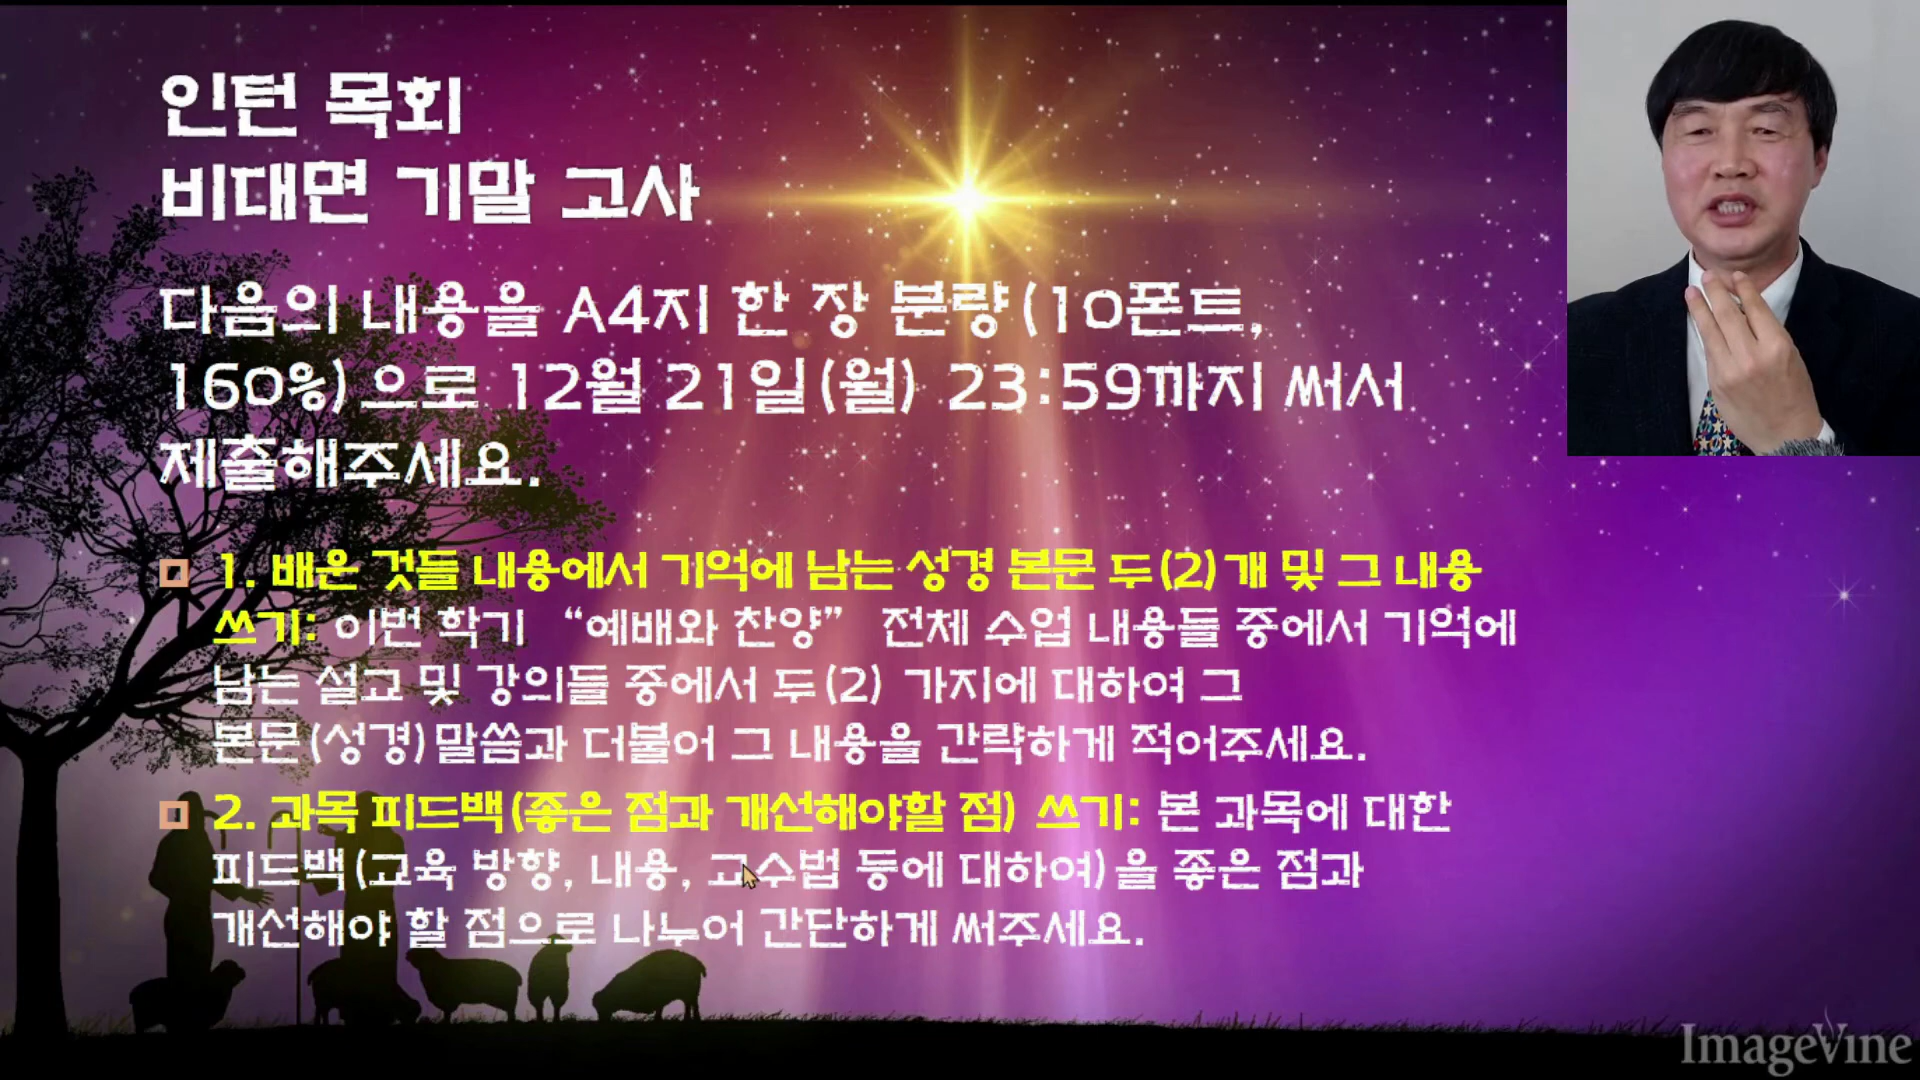 인턴 목회
비대면 기말 고사
다음의 내용을 A4지 한 장 분량(10폰트,
160%)으로 12월 21일(월) 23:59까지 써서
제출해주세요.
1. 배운 것들 내용에서 기억에 남는 성경 본문 두(2)개 및 그 내용
쓰기: 이번 학기 “예배와 찬양” 전체 수업 내용들 중에서 기억에
남는 설교 및 강의들 중에서 두(2) 가지에 대하여 그
본문(성경)말씀과 더불어 그 내용을 간략하게 적어주세요.
2. 과목 피드백(좋은 점과 개선해야할 점) 쓰기: 본 과목에 대한
피드백(교육 방향, 내용, 교수법 등에 대하여)을 좋은 점과
개선해야 할 점으로 나누어 간단하게 써주세요.
ImageVine